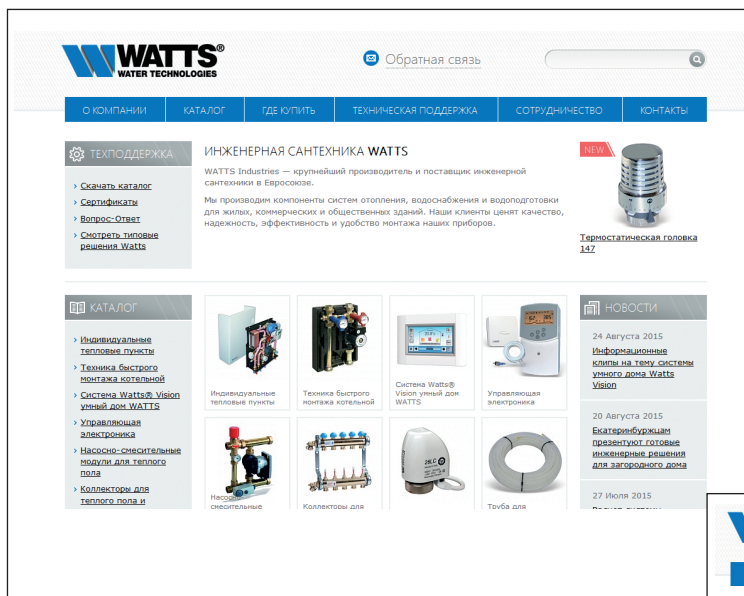 WATTS®
WATER TECHNOLOGIES
Обратная связь
О КОМПАНИИ
КАТАЛОГ
ГДЕ КУПИТЬ
ТЕХНИЧЕСКАЯ ПОДДЕРЖКА
СОТРУДНИЧЕСТВО
КОНТАКТЫ
ТЕХПОДДЕРЖКА
Скачать каталог
Сертификаты
Вопрос-Ответ
Смотреть типовые
решения Watts
ИНЖЕНЕРНАЯ САНТЕХНИКА WATTS
WATTS Industries — крупнейший производитель и поставщик инженерной
сантехники в Евросоюзе.
Мы производим компоненты систем отопления, водоснабжения и водоподготовки
для жилых, коммерческих и общественных зданий. Наши клиенты ценят качество,
надежность, эффективность и удобство монтажа наших приборов.
NEW
Термостатическая головка
147
КАТАЛОГ
Индивидуальные
тепловые пункты
Техника быстрого
монтажа котельной
Система Watts® Vision
умный дом WATTS
Управляющая
электроника
Насосно-смесительные
модули для теплого
пола
Коллекторы для
теплого пола и
Индивидуальные
тепловые пункты
Техника быстрого
монтажа котельной
Система Watts®
Vision умный дом
WATTS
Управляющая
электроника
Насосно-
смесительные
Коллекторы для
Труба для
НОВОСТИ
24 Августа 2015
Информационные
клипы на тему системы
умного дома Watts
Vision
20 Августа 2015
Екатеринбуржцам
презентуют готовые
инженерные решения
для загородного дома
27 Июля 2015